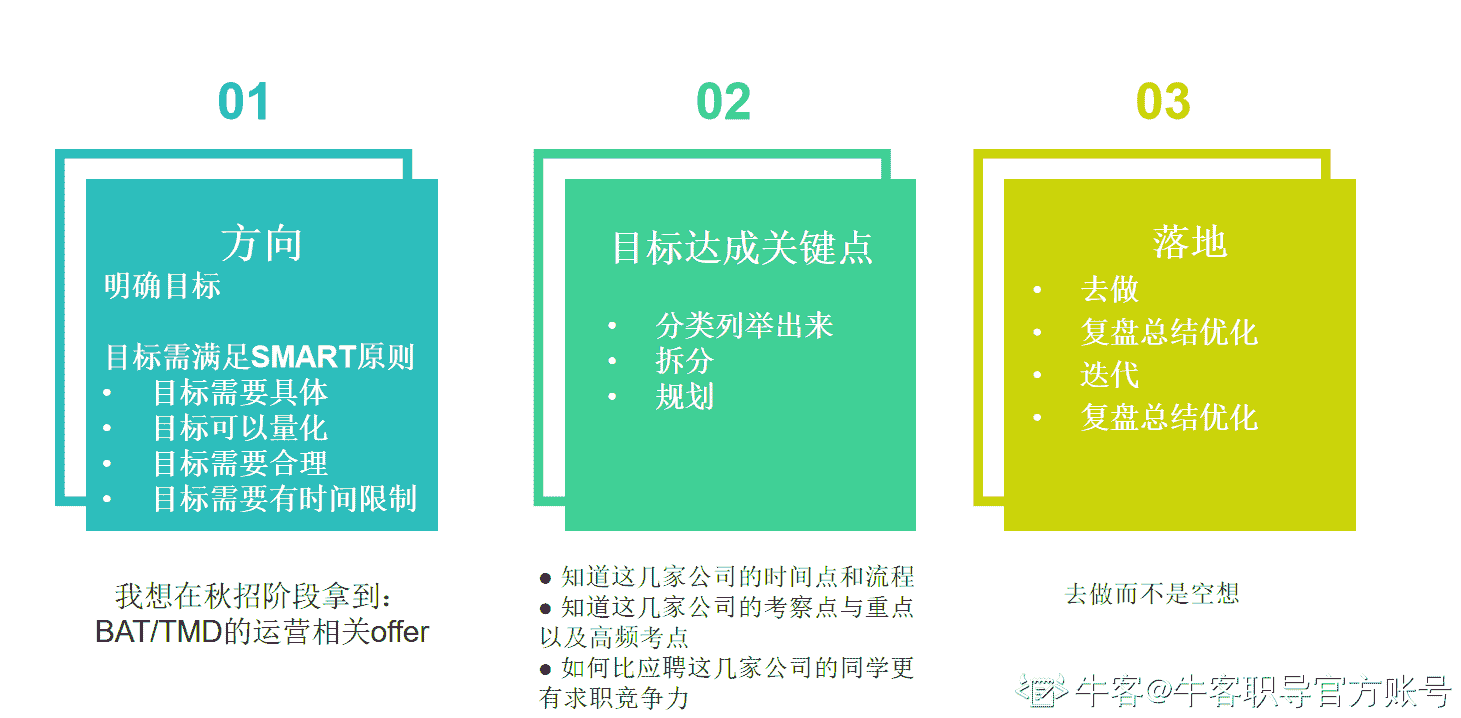 01
方向
明确目标
目标需满足SMART原则
• 目标需要具体
• 目标可以量化
• 目标需要合理
• 目标需要有时间限制
我想在秋招阶段拿到：
BAT/TMD的运营相关offer
02
目标达成关键点
• 分类列举出来
• 拆分
• 规划
● 知道这几家公司的时间点和流程
● 知道这几家公司的考察点与重点
以及高频考点
● 如何比应聘这几家公司的同学更
有求职竞争力
03
落地
• 去做
• 复盘总结优化
• 迭代
• 复盘总结优化
去做而不是空想
牛客@牛客职导官方账号